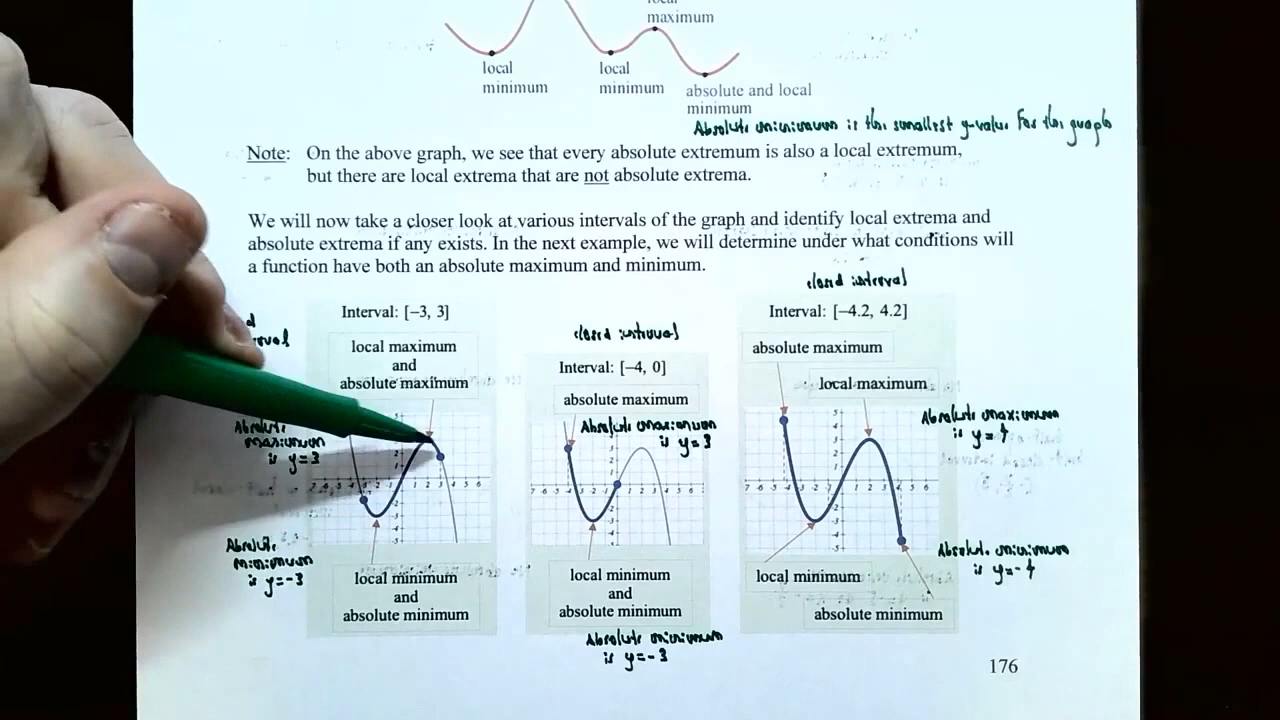 maximum
local
minimum
local
minimum
absolute and local
minimum
Absolute minimum is the smallest y-value for the graph
Note: On the above graph, we see that every absolute extremum is also a local extremum,
but there are local extrema that are not absolute extrema.
We will now take a closer look at various intervals of the graph and identify local extrema and
absolute extrema if any exists. In the next example, we will determine under what conditions will
a function have both an absolute maximum and minimum.
Interval: [−3, 3]
local maximum
and
absolute maximum
Absolute
maximum
is y=3
Absolute
minimum
is y=-3
local minimum
and
absolute minimum
closed interval
Interval: [−4, 0]
absolute maximum
Absolute maximum
is y=3
local minimum
and
absolute minimum
Absolute minimum
is y=-3
closed interval
Interval: [−4.2, 4.2]
absolute maximum
local maximum
Absolute maximum
is y=4
Absolute minimum
is y=-4
local minimum
absolute minimum
176